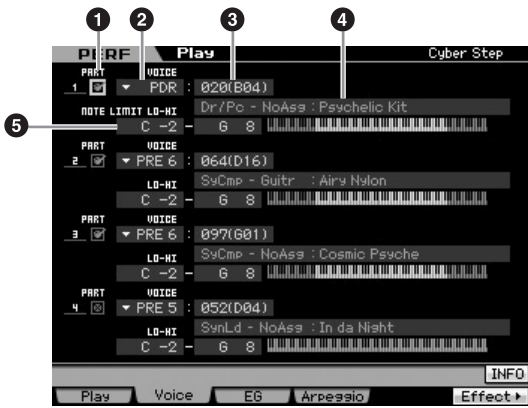 1 2 3 4
PERF Play Cyber Step
PART VOICE
1 PDR : 020(B04)
Dr/Pc - NoAsg : Psychelic Kit
NOTE LIMIT LO-HI
5
C -2 - G 8
PART VOICE
2 PRE 6 : 064(D16)
SyCmp - Guitr : Airy Nylon
LO-HI
C -2 - G 8
PART VOICE
3 PRE 6 : 097(G01)
SyCmp - NoAsg : Cosmic Psyche
LO-HI
C -2 - G 8
PART VOICE
4 PRE 5 : 052(D04)
SynLd - NoAsg : In da Night
LO-HI
C -2 - G 8
INFO
Play Voice EG Arpeggio Effect